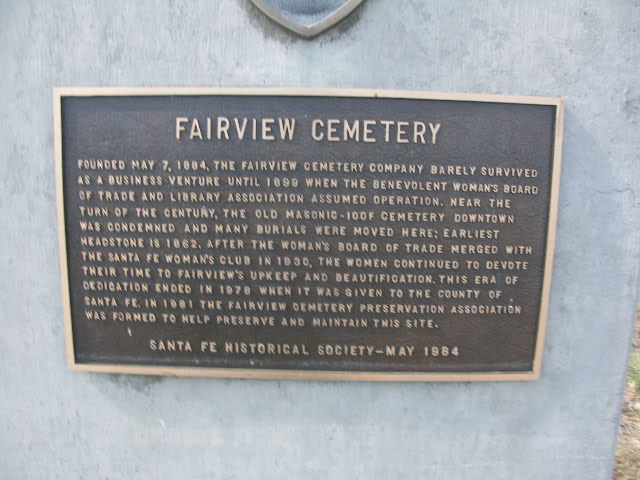 FAIRVIEW CEMETERY
FOUNDED MAY 7, 1884, THE FAIRVIEW CEMETERY COMPANY BARELY SURVIVED
AS A BUSINESS VENTURE UNTIL 1899 WHEN THE BENEVOLENT WOMAN'S BOARD
OF TRADE AND LIBRARY ASSOCIATION ASSUMED OPERATION. NEAR THE
TURN OF THE CENTURY, THE OLD MASONIC-IOOF CEMETERY DOWNTOWN
WAS CONDEMNED AND MANY BURIALS WERE MOVED HERE; EARLIEST
HEADSTONE IS 1862. AFTER THE WOMAN'S BOARD OF TRADE MERGED WITH
THE SANTA FE WOMAN'S CLUB IN 1930, THE WOMEN CONTINUED TO DEVOTE
THEIR TIME TO FAIRVIEW'S UPKEEP AND BEAUTIFICATION. THIS ERA OF
DEDICATION ENDED IN 1978 WHEN IT WAS GIVEN TO THE COUNTY OF
SANTA FE. IN 1981 THE FAIRVIEW CEMETERY PRESERVATION ASSOCIATION
WAS FORMED TO HELP PRESERVE AND MAINTAIN THIS SITE.
SANTA FE HISTORICAL SOCIETY-MAY 1984